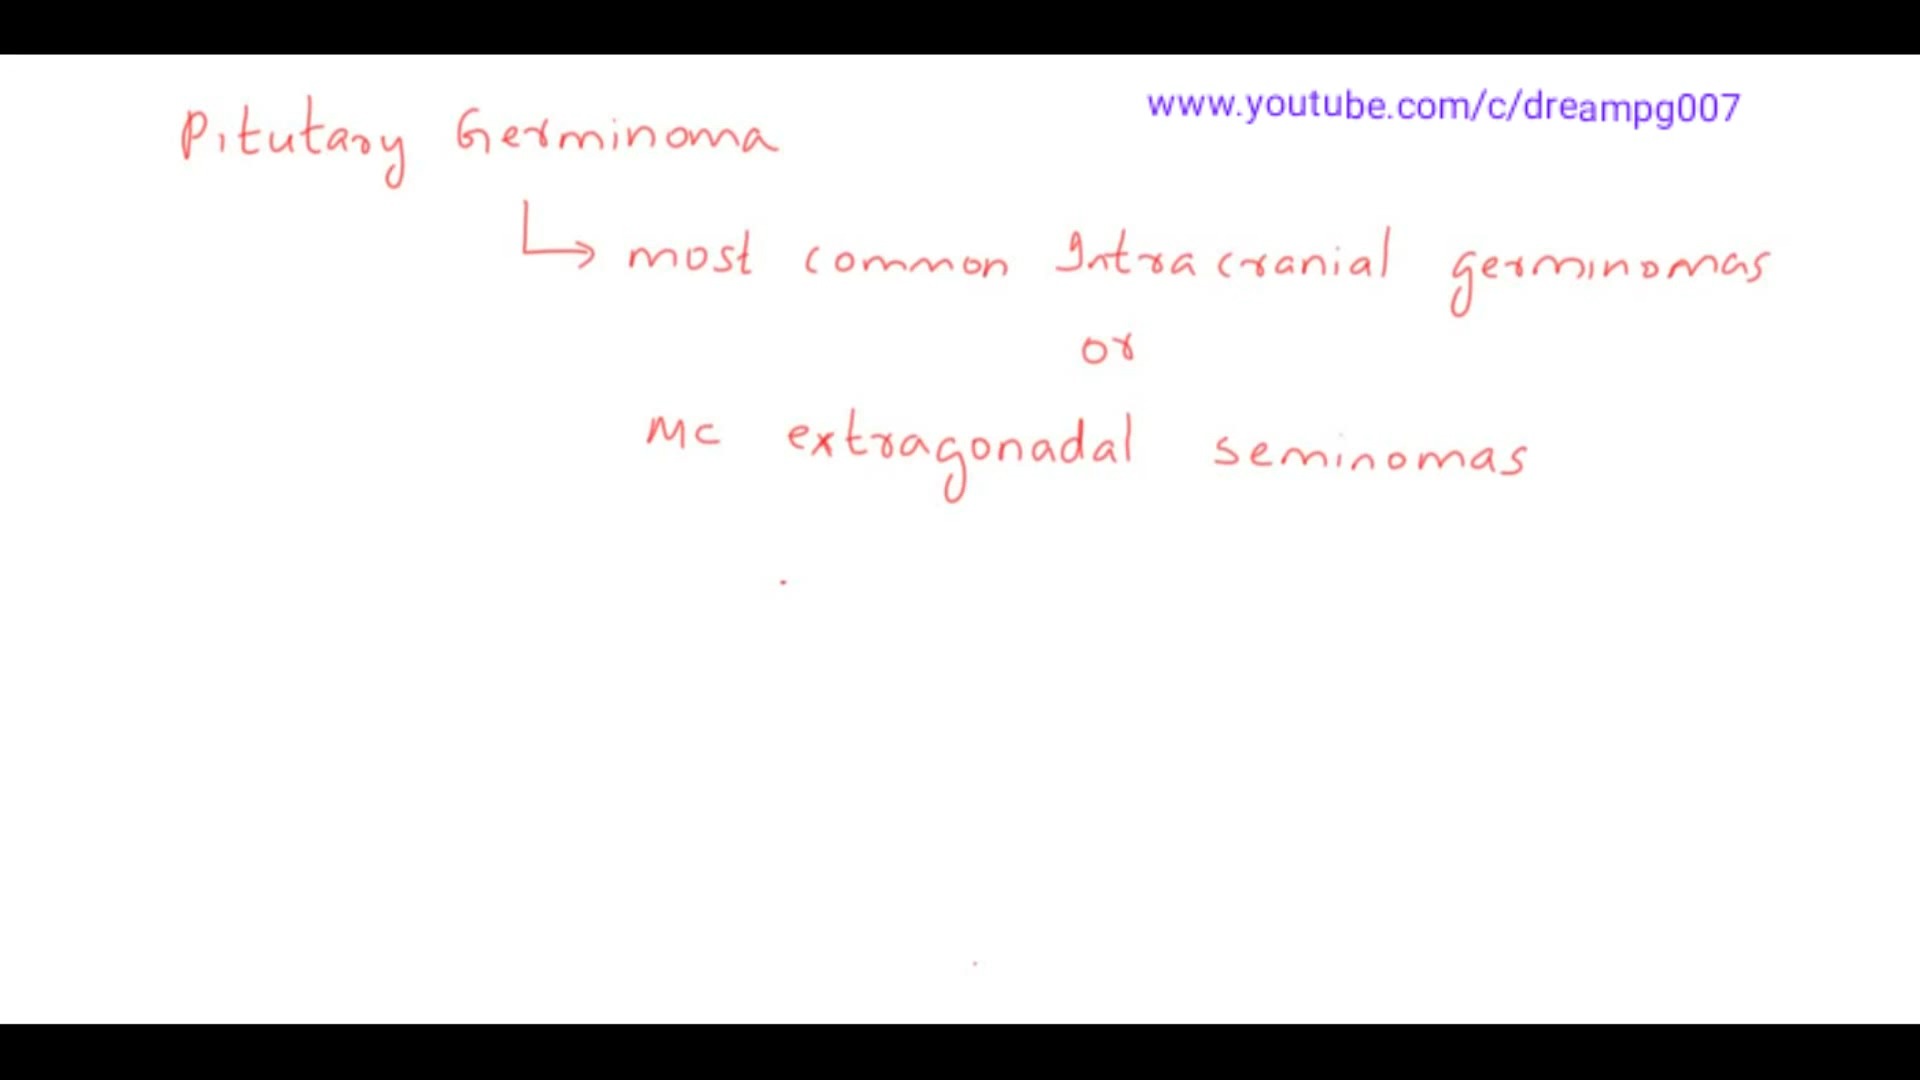 Pitutary Germinoma
www.youtube.com/c/dreampg007
most common Intracranial germinomas
or
MC extragonadal seminomas